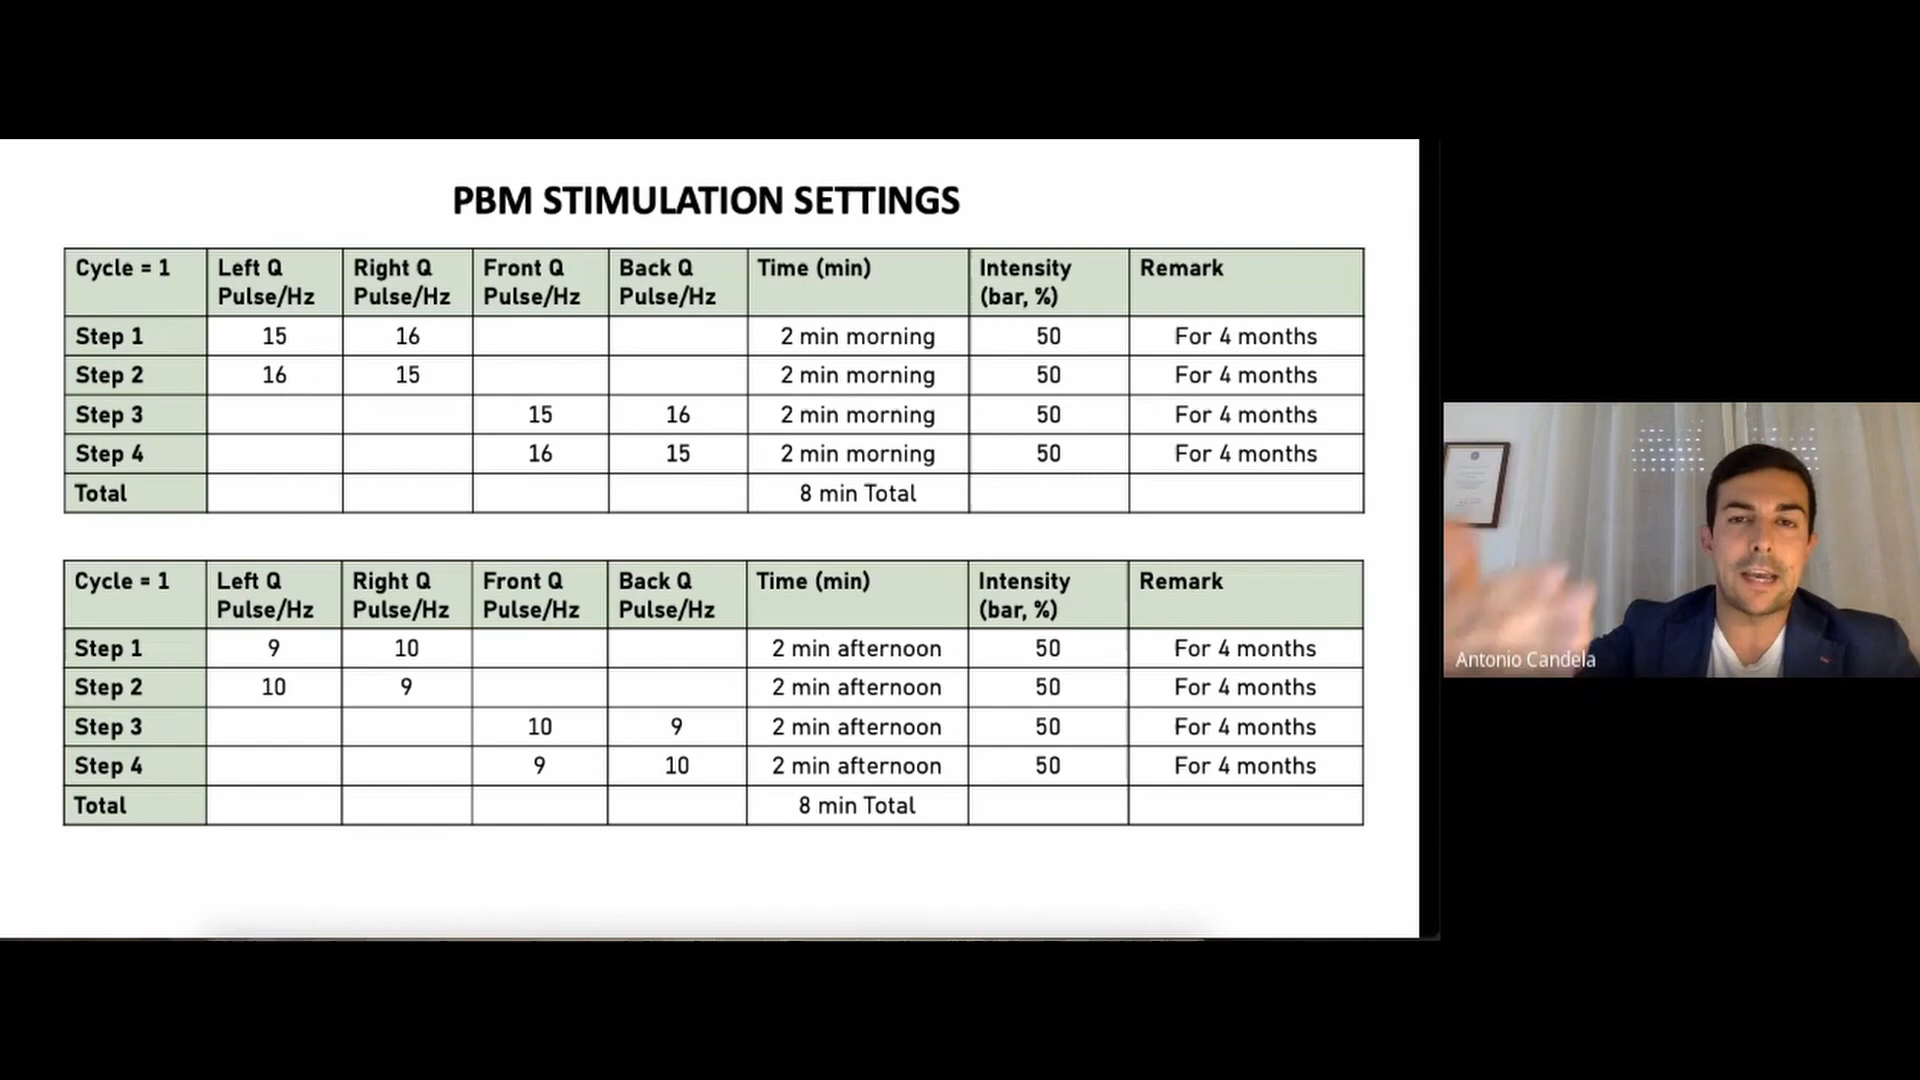 PBM STIMULATION SETTINGS
Cycle = 1 Left Q Pulse/Hz Right Q Pulse/Hz Front Q Pulse/Hz Back Q Pulse/Hz Time (min) Intensity (bar, %) Remark
Step 1 15 16 2 min morning 50 For 4 months
Step 2 16 15 2 min morning 50 For 4 months
Step 3 15 16 2 min morning 50 For 4 months
Step 4 16 15 2 min morning 50 For 4 months
Total 8 min Total
Cycle = 1 Left Q Pulse/Hz Right Q Pulse/Hz Front Q Pulse/Hz Back Q Pulse/Hz Time (min) Intensity (bar, %) Remark
Step 1 9 10 2 min afternoon 50 For 4 months
Step 2 10 9 2 min afternoon 50 For 4 months
Step 3 10 9 2 min afternoon 50 For 4 months
Step 4 9 10 2 min afternoon 50 For 4 months
Total 8 min Total
Antonio Candela